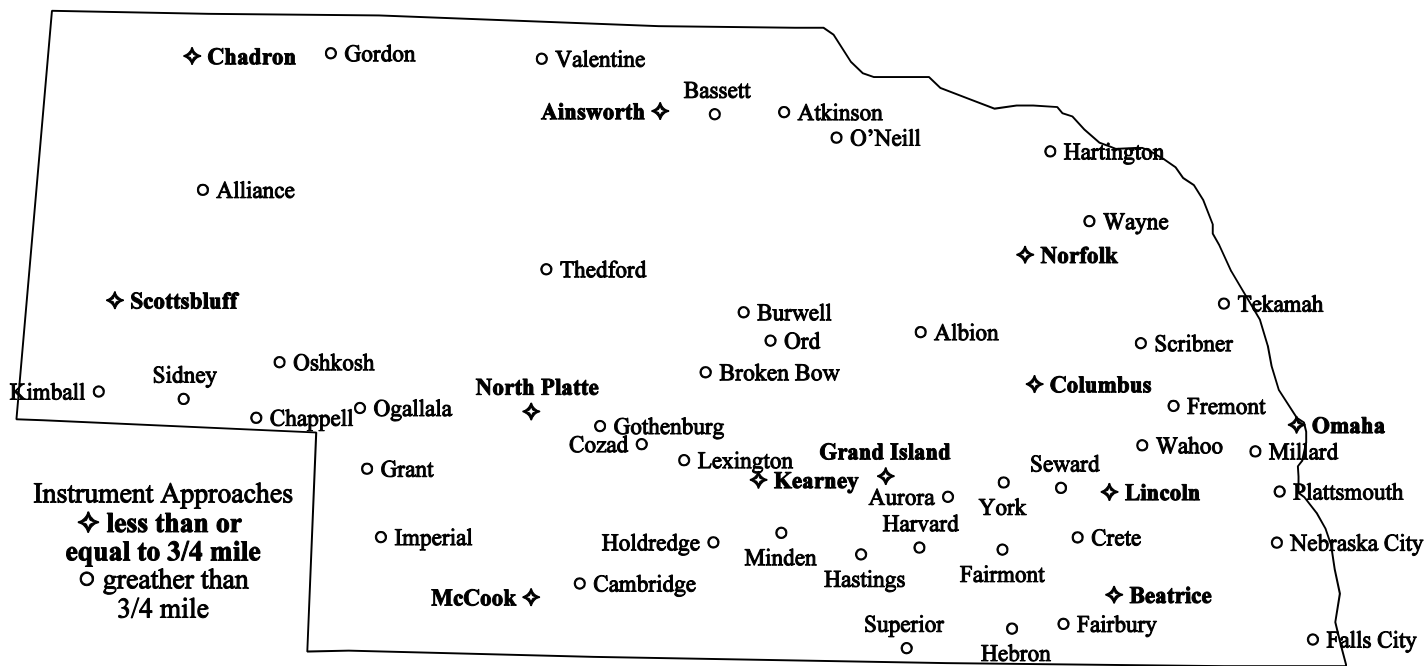 Chadron
Gordon
Valentine
Bassett
Ainsworth
Atkinson
O’Neill
Hartington
Alliance
Wayne
Norfolk
Thedford
Scottsbluff
Tekamah
Burwell
Albion
Ord
Scribner
Oshkosh
Sidney
Broken Bow
Kimball
North Platte
Columbus
Chappell
Ogallala
Fremont
Gothenburg
Omaha
Cozad
Wahoo
Millard
Grand Island
Lexington
Seward
Grant
Kearney
Aurora
York
Lincoln
Plattsmouth
Harvard
Imperial
Holdredge
Minden
Crete
Nebraska City
Hastings
Fairmont
Cambridge
McCook
Beatrice
Superior
Fairbury
Hebron
Falls City
Instrument Approaches
less than or
equal to 3/4 mile
greather than
3/4 mile